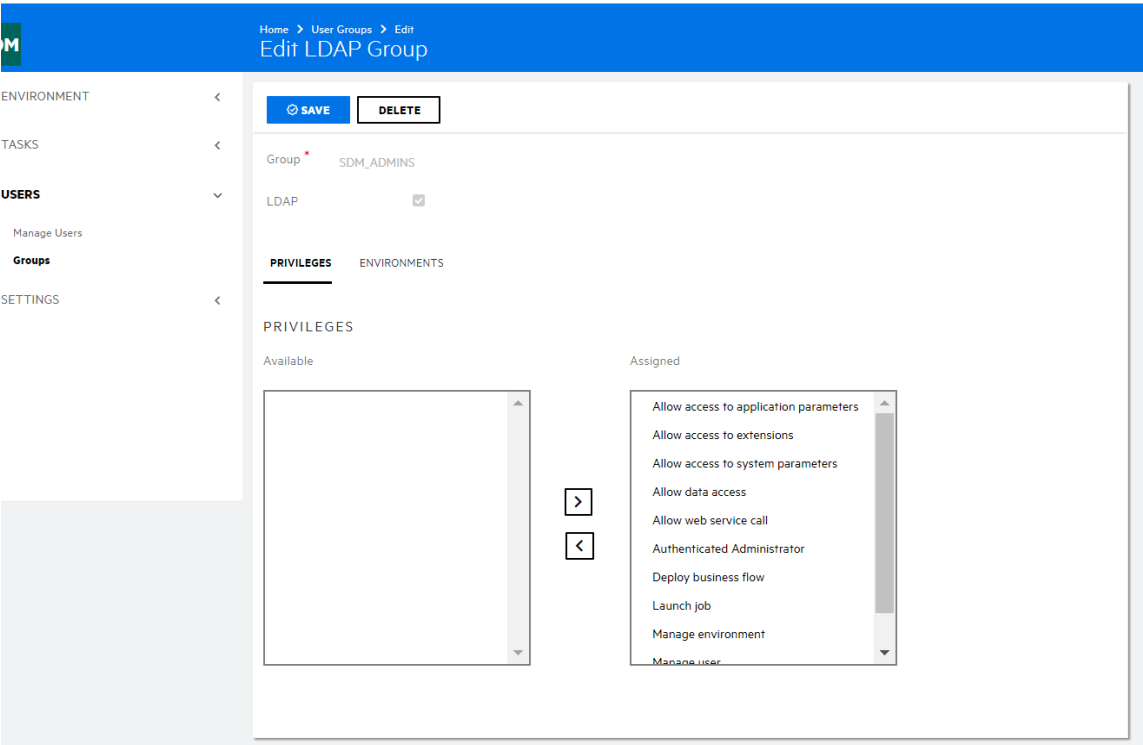 Home > User Groups > Edit
Edit LDAP Group
ENVIRONMENT
TASKS
USERS
Manage Users
Groups
SETTINGS
SAVE DELETE
Group * SDM_ADMINS
LDAP
PRIVILEGES ENVIRONMENTS
PRIVILEGES
Available Assigned
Allow access to application parameters
Allow access to extensions
Allow access to system parameters
Allow data access
Allow web service call
Authenticated Administrator
Deploy business flow
Launch job
Manage environment
Manage user